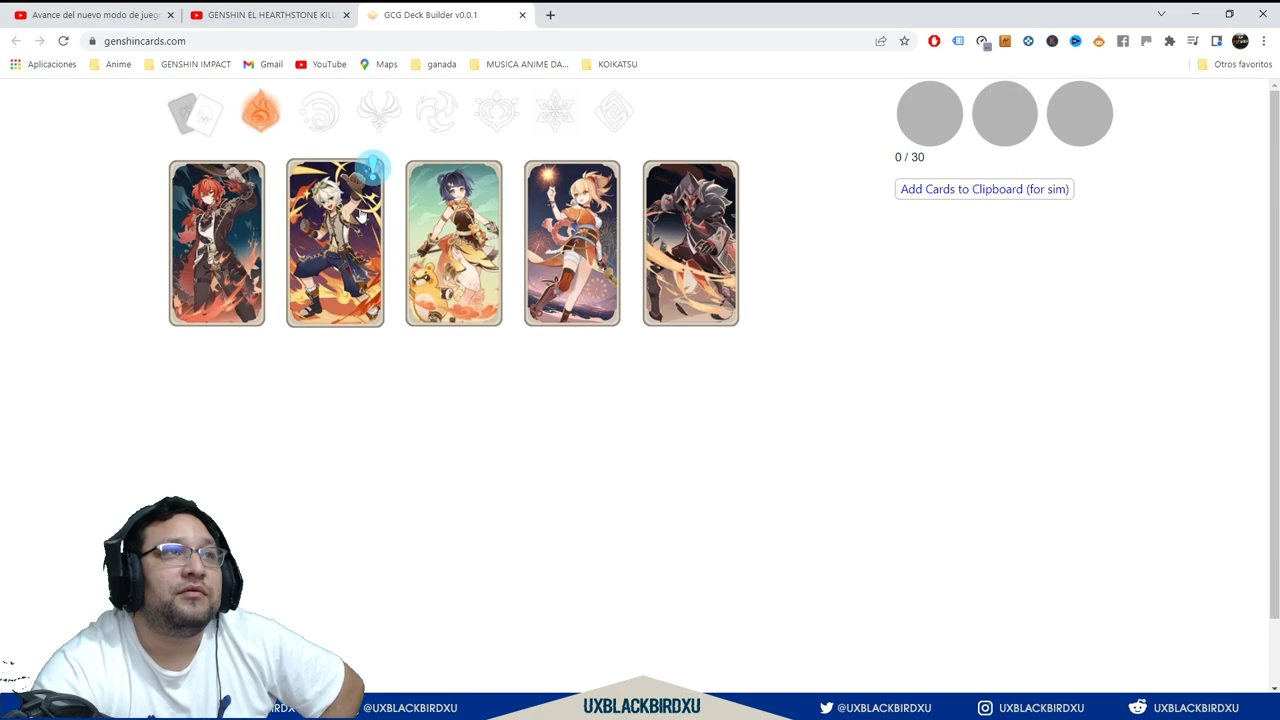 Avance del nuevo modo de jueg
GENSHIN EL HEARTHSTONE KILL
GCG Deck Builder v0.0.1
genshincards.com
Aplicaciones
Anime
GENSHIN IMPACT
Gmail
YouTube
Maps
ganada
MUSICA ANIME DA...
KOIKATSU
Otros favoritos
0 / 30
Add Cards to Clipboard (for sim)
@UXBLACKBIRDXU
UXBLACKBIRDXU
@UXBLACKBIRDXU
UXBLACKBIRDXU
UXBLACKBIRDXU